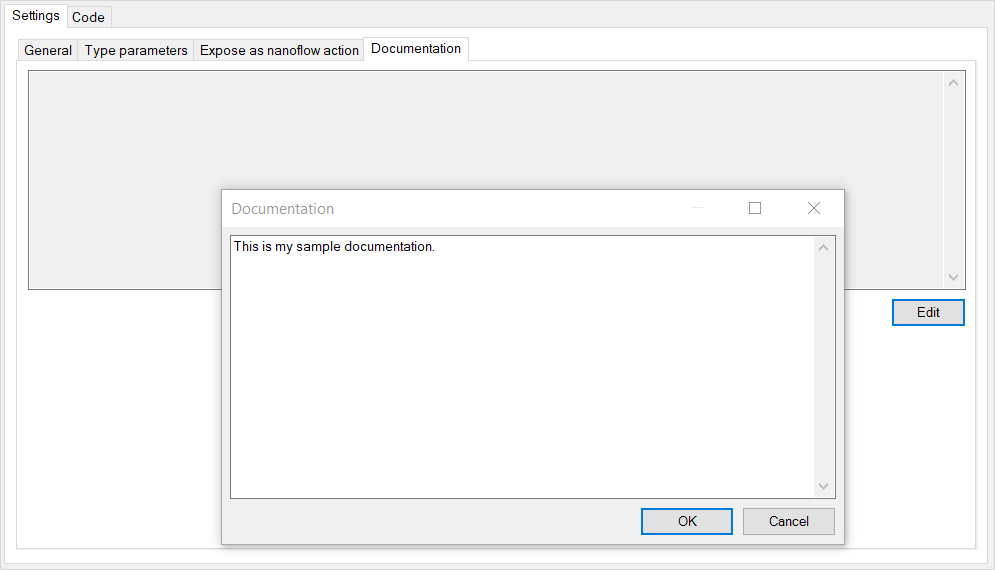 Settings Code
General Type parameters Expose as nanoflow action Documentation
Documentation
This is my sample documentation.
Edit
OK Cancel